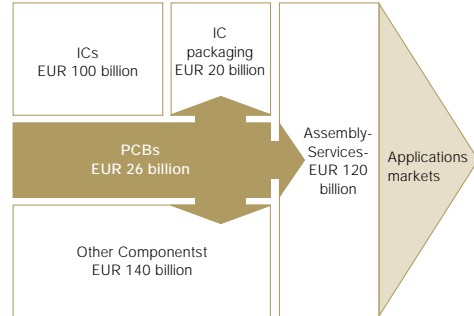 ICs
EUR 100 billion
IC
packaging
EUR 20 billion
PCBs
EUR 26 billion
Other Componentst
EUR 140 billion
Assembly-
Services-
EUR 120
billion
Applications
markets